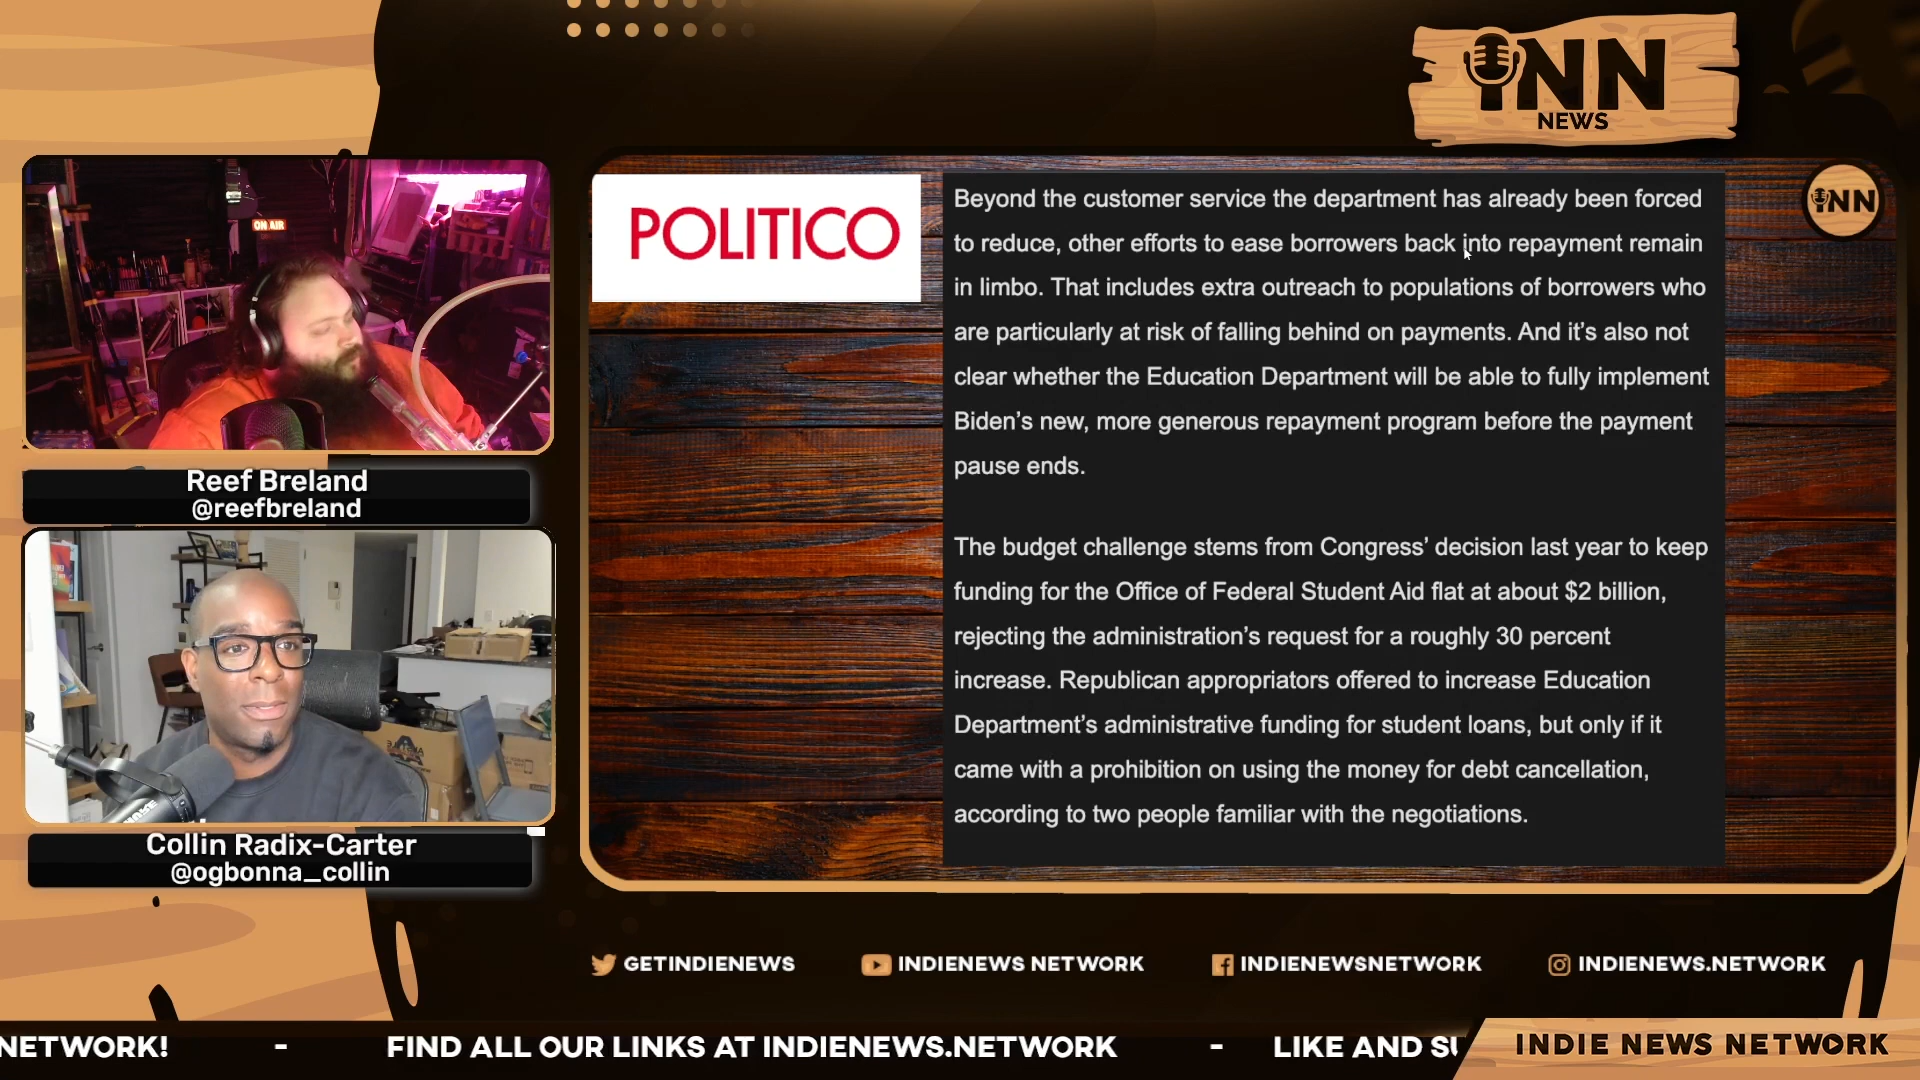 iNN
NEWS
ON AIR
Reef Breland
@reefbreland
Collin Radix-Carter
@ogbonna_collin
POLITICO
Beyond the customer service the department has already been forced
to reduce, other efforts to ease borrowers back into repayment remain
in limbo. That includes extra outreach to populations of borrowers who
are particularly at risk of falling behind on payments. And it’s also not
clear whether the Education Department will be able to fully implement
Biden’s new, more generous repayment program before the payment
pause ends.
The budget challenge stems from Congress’ decision last year to keep
funding for the Office of Federal Student Aid flat at about $2 billion,
rejecting the administration’s request for a roughly 30 percent
increase. Republican appropriators offered to increase Education
Department’s administrative funding for student loans, but only if it
came with a prohibition on using the money for debt cancellation,
according to two people familiar with the negotiations.
iNN
GETINDIENEWS
INDIENEWS NETWORK
INDIENEWSNETWORK
INDIENEWS.NETWORK
NETWORK! - FIND ALL OUR LINKS AT INDIENEWS.NETWORK - LIKE AND SU
INDIE NEWS NETWORK